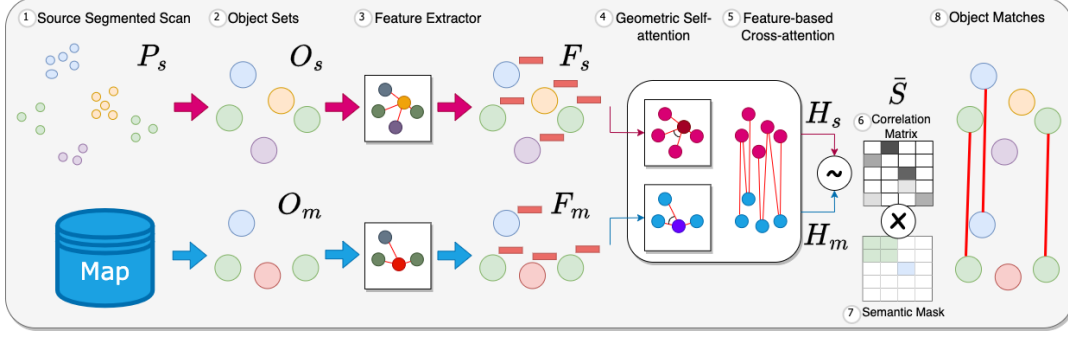 1 Source Segmented Scan
2 Object Sets
3 Feature Extractor
4 Geometric Self-
attention
5 Feature-based
Cross-attention
8 Object Matches
P_s
O_s
F_s
H_s
S̄
6 Correlation
Matrix
~
Map
O_m
F_m
H_m
×
7 Semantic Mask